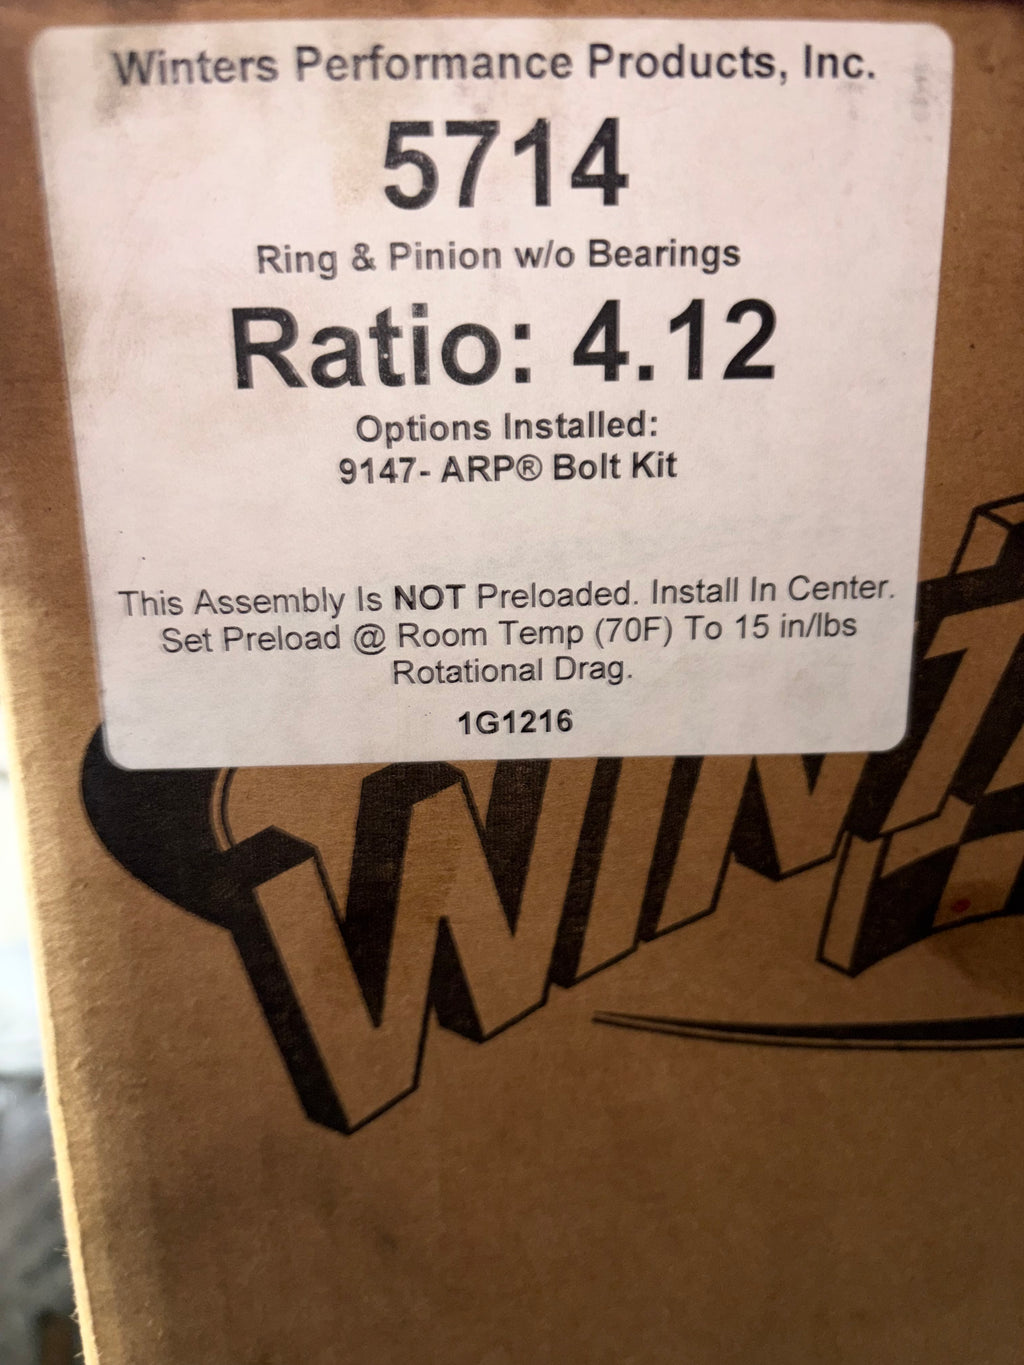 Winters Performance Products, Inc.
5714
Ring & Pinion w/o Bearings
Ratio: 4.12
Options Installed:
9147- ARP® Bolt Kit
This Assembly Is NOT Preloaded. Install In Center.
Set Preload @ Room Temp (70F) To 15 in/lbs
Rotational Drag.
1G1216
WINT